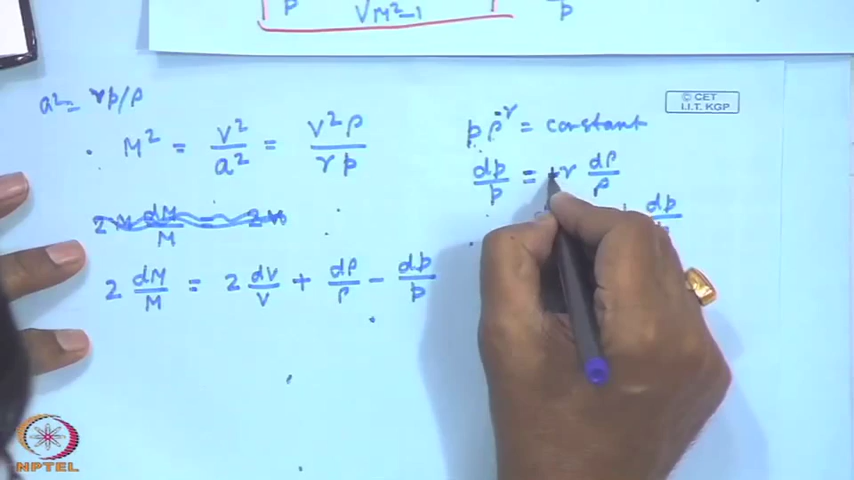 p / √M²−1 / p
a² = γp/ρ
© CET
I.I.T. KGP
M² = V²/a² = V²ρ/γp
pρ^-γ = constant
dp/p = γ dρ/ρ
dp
2 dM/M = 2 dV/V + dρ/ρ − dp/p
NPTEL